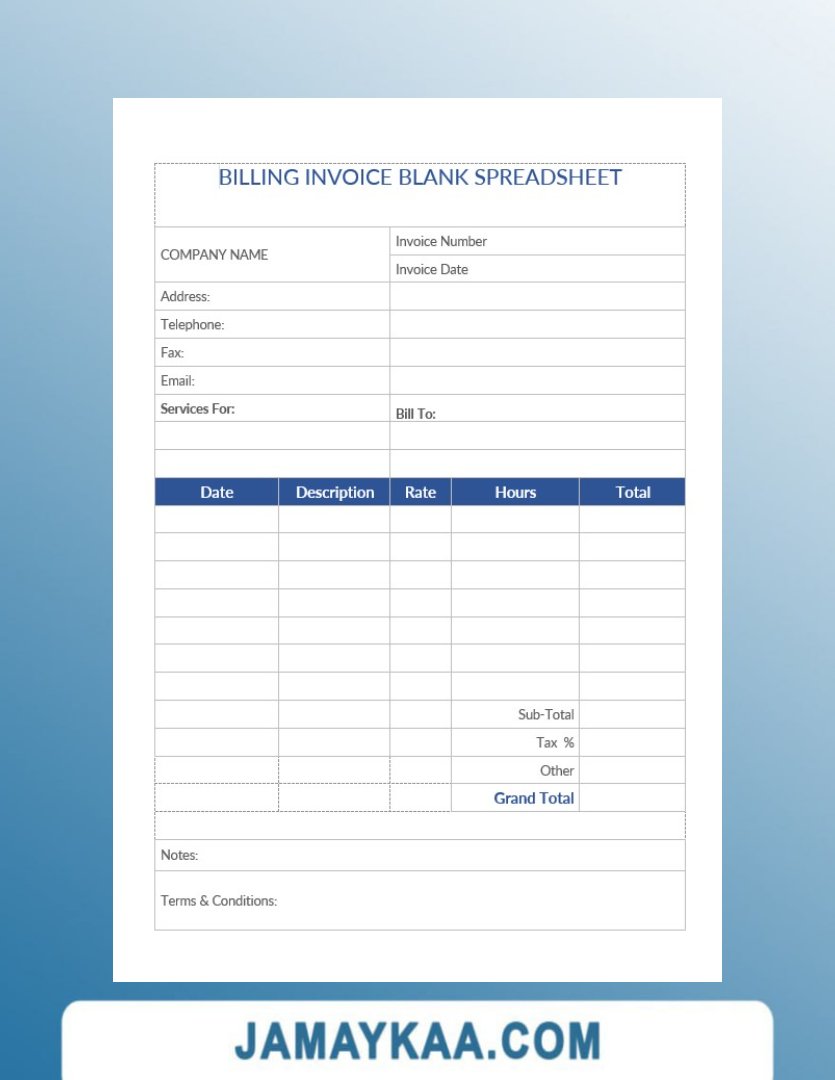 BILLING INVOICE BLANK SPREADSHEET
COMPANY NAME
Invoice Number
Invoice Date
Address:
Telephone:
Fax:
Email:
Services For:
Bill To:
Date Description Rate Hours Total
Sub-Total
Tax %
Other
Grand Total
Notes:
Terms & Conditions:
JAMAYKAA.COM